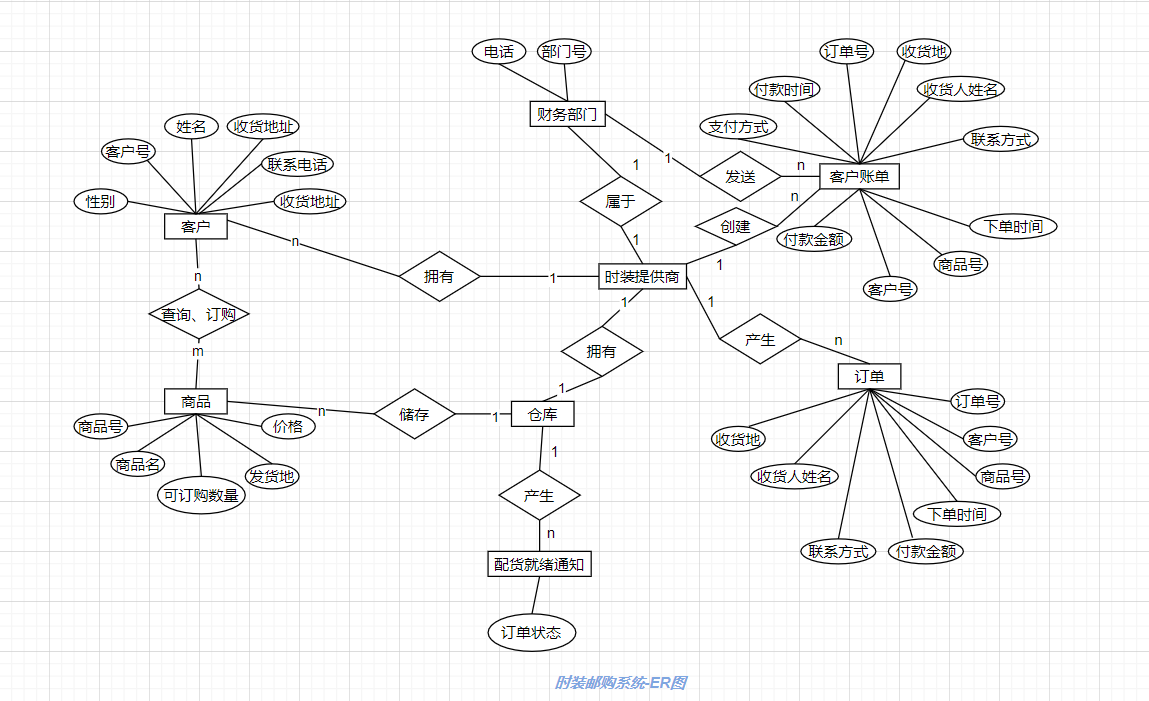 电话
部门号
财务部门
订单号
收货地
付款时间
收货人姓名
支付方式
联系方式
姓名
收货地址
客户号
联系电话
性别
收货地址
客户
1
1
发送
n
客户账单
n
属于
创建
付款金额
下单时间
商品号
客户号
1
1
n
拥有
1
时装提供商
n
查询、订购
m
1
1
产生
n
订单
拥有
1
商品
n
储存
1
仓库
商品号
价格
商品名
发货地
可订购数量
订单号
收货地
客户号
收货人姓名
商品号
下单时间
联系方式
付款金额
1
产生
n
配货就绪通知
订单状态
时装邮购系统-ER图